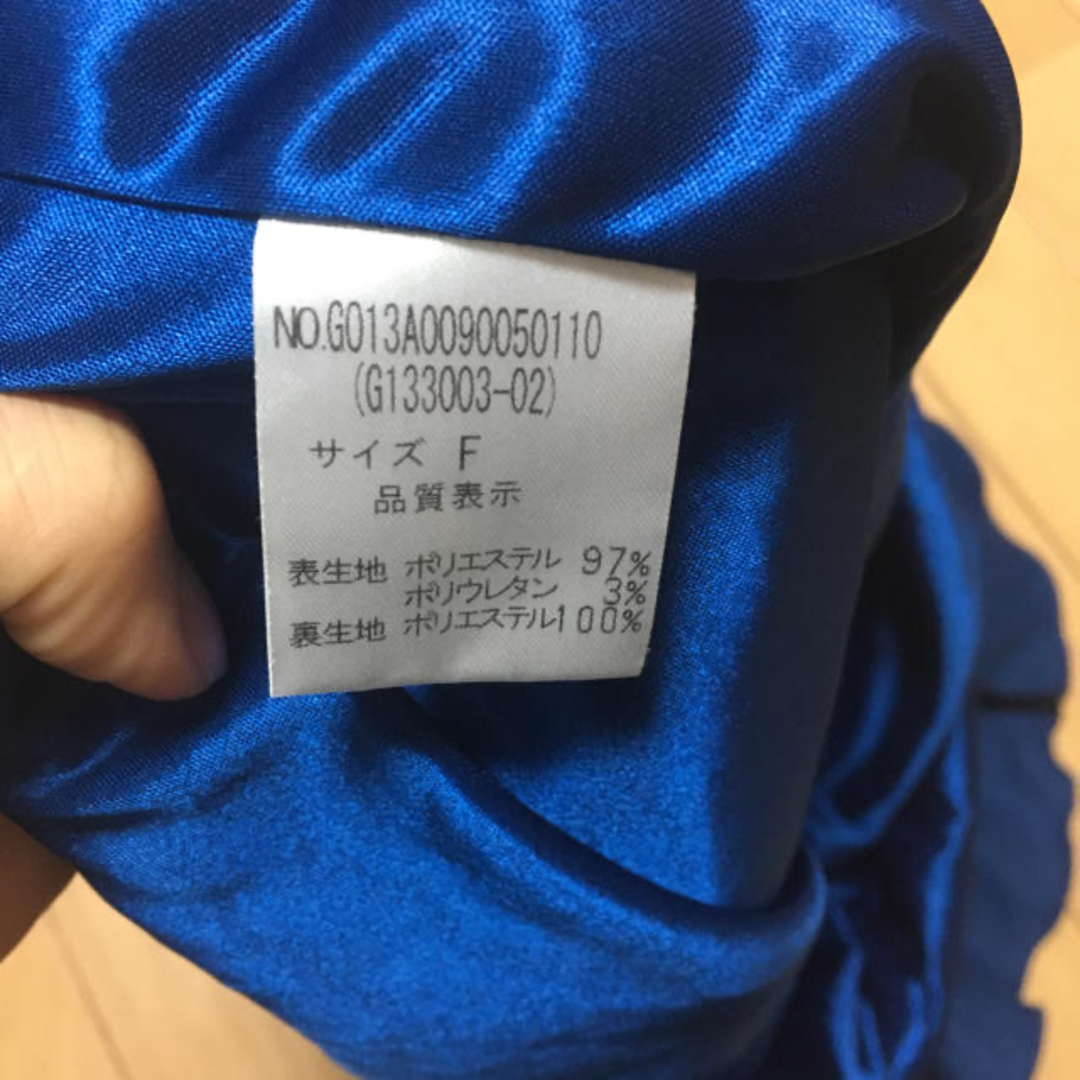 NO.G013A0090050110
(G133003-02)
サイズ F
品質表示
表生地 ポリエステル 97%
ポリウレタン 3%
裏生地 ポリエステル100%